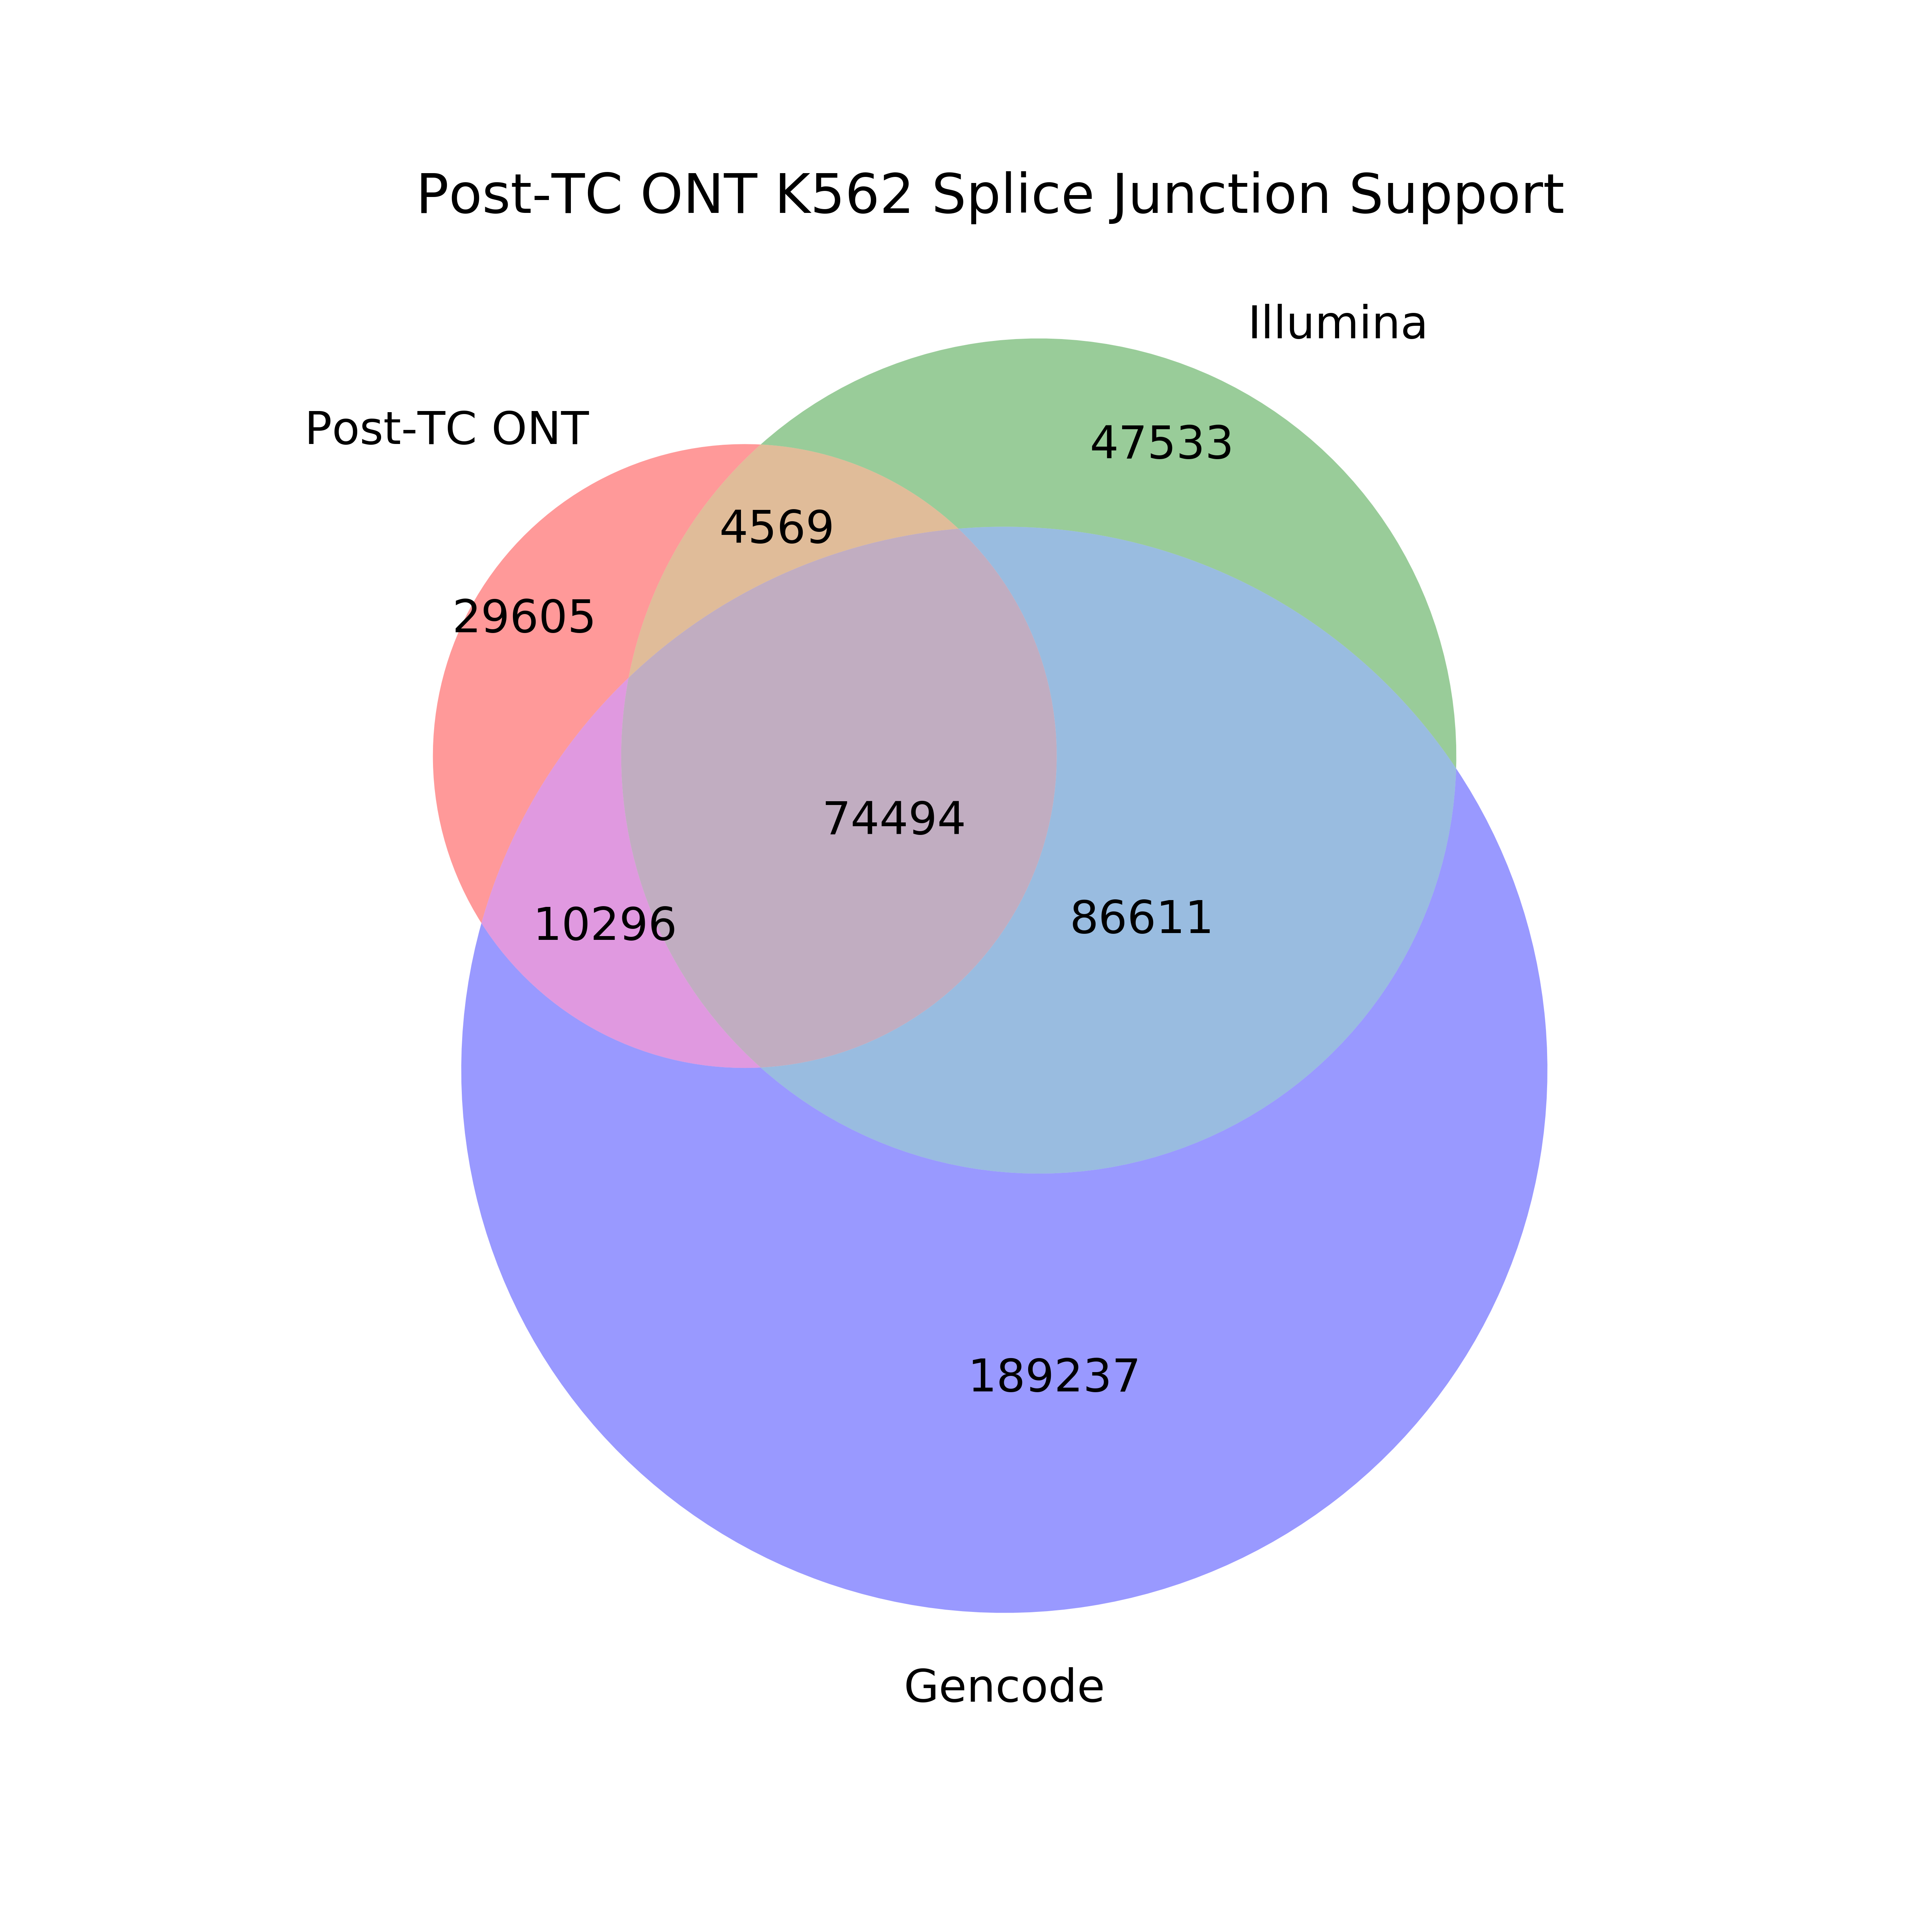 Post-TC ONT K562 Splice Junction Support
Illumina
Post-TC ONT
47533
4569
29605
74494
10296
86611
189237
Gencode